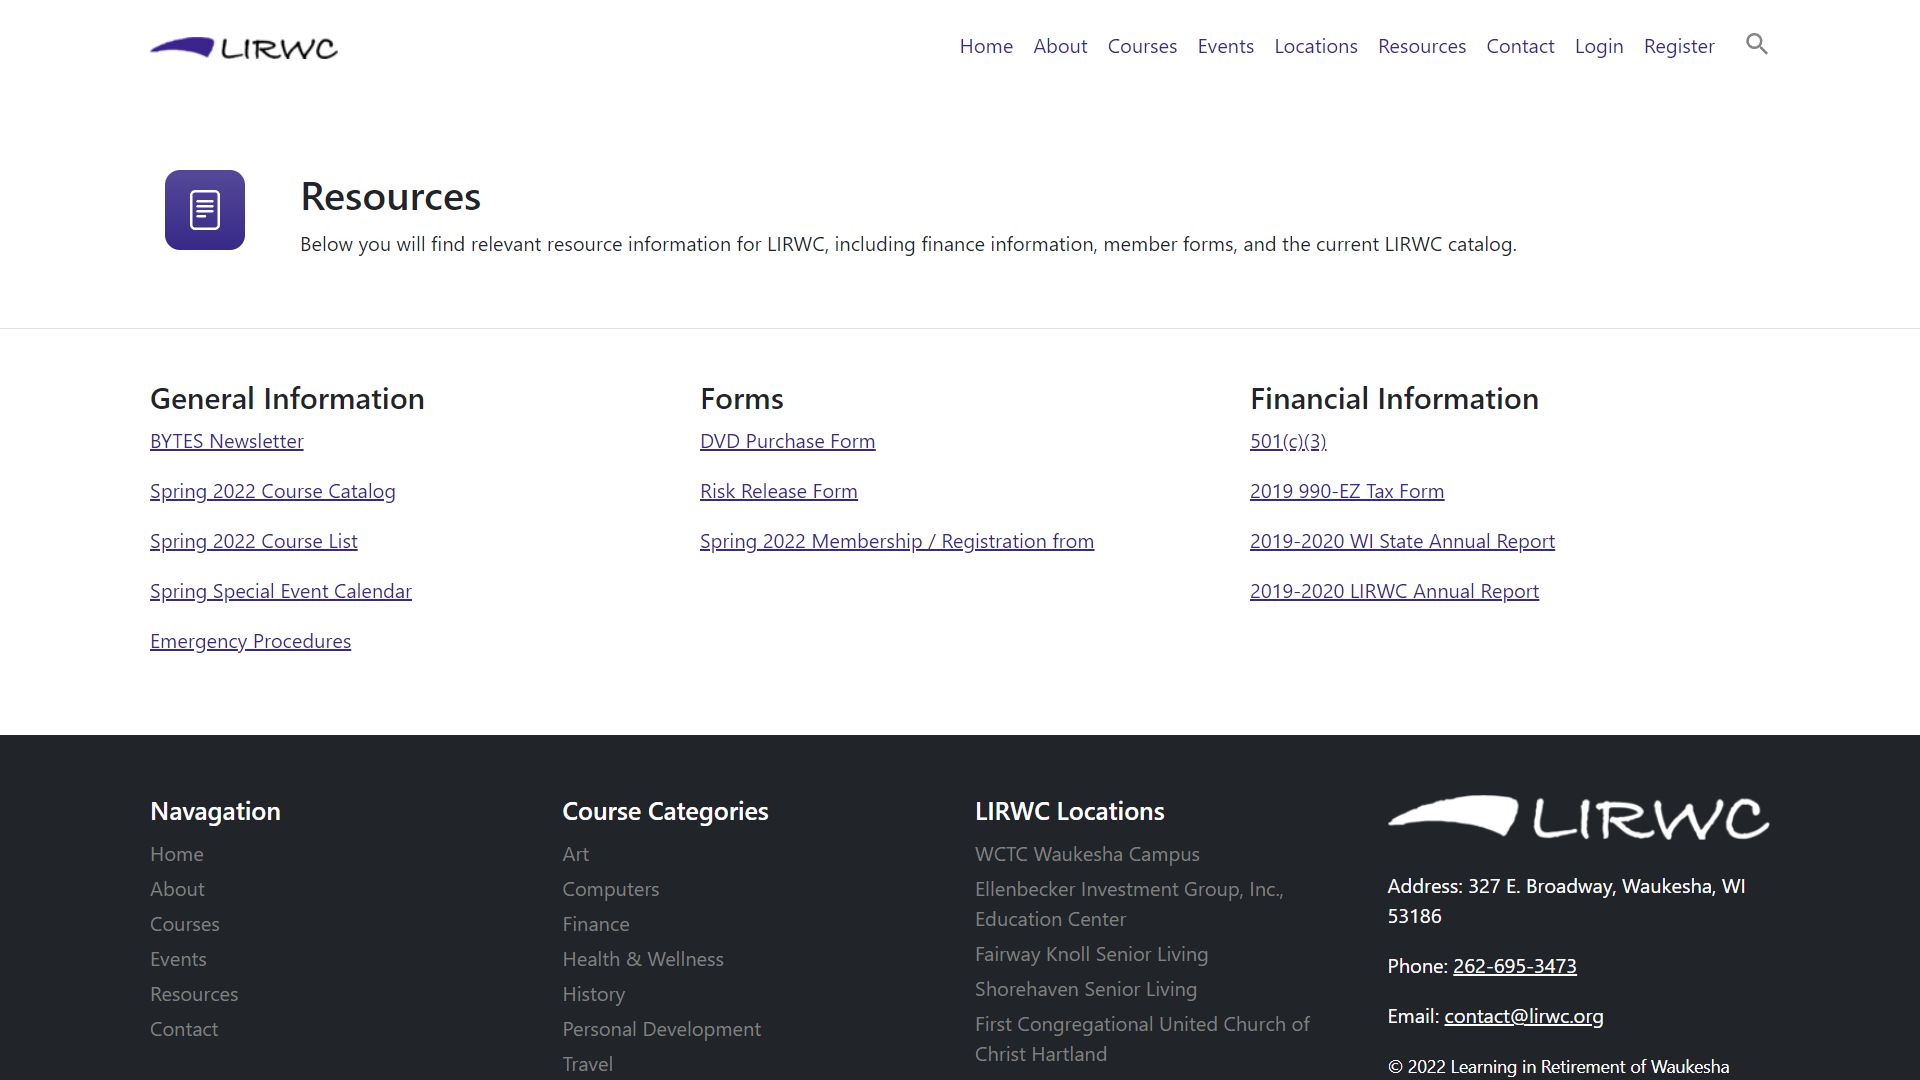 LIRWC
Home About Courses Events Locations Resources Contact Login Register
Resources
Below you will find relevant resource information for LIRWC, including finance information, member forms, and the current LIRWC catalog.
General Information
BYTES Newsletter
Spring 2022 Course Catalog
Spring 2022 Course List
Spring Special Event Calendar
Emergency Procedures
Forms
DVD Purchase Form
Risk Release Form
Spring 2022 Membership / Registration from
Financial Information
501(c)(3)
2019 990-EZ Tax Form
2019-2020 WI State Annual Report
2019-2020 LIRWC Annual Report
Navagation
Home
About
Courses
Events
Resources
Contact
Course Categories
Art
Computers
Finance
Health & Wellness
History
Personal Development
Travel
LIRWC Locations
WCTC Waukesha Campus
Ellenbecker Investment Group, Inc.,
Education Center
Fairway Knoll Senior Living
Shorehaven Senior Living
First Congregational United Church of
Christ Hartland
LIRWC
Address: 327 E. Broadway, Waukesha, WI
53186
Phone: 262-695-3473
Email: contact@lirwc.org
© 2022 Learning in Retirement of Waukesha